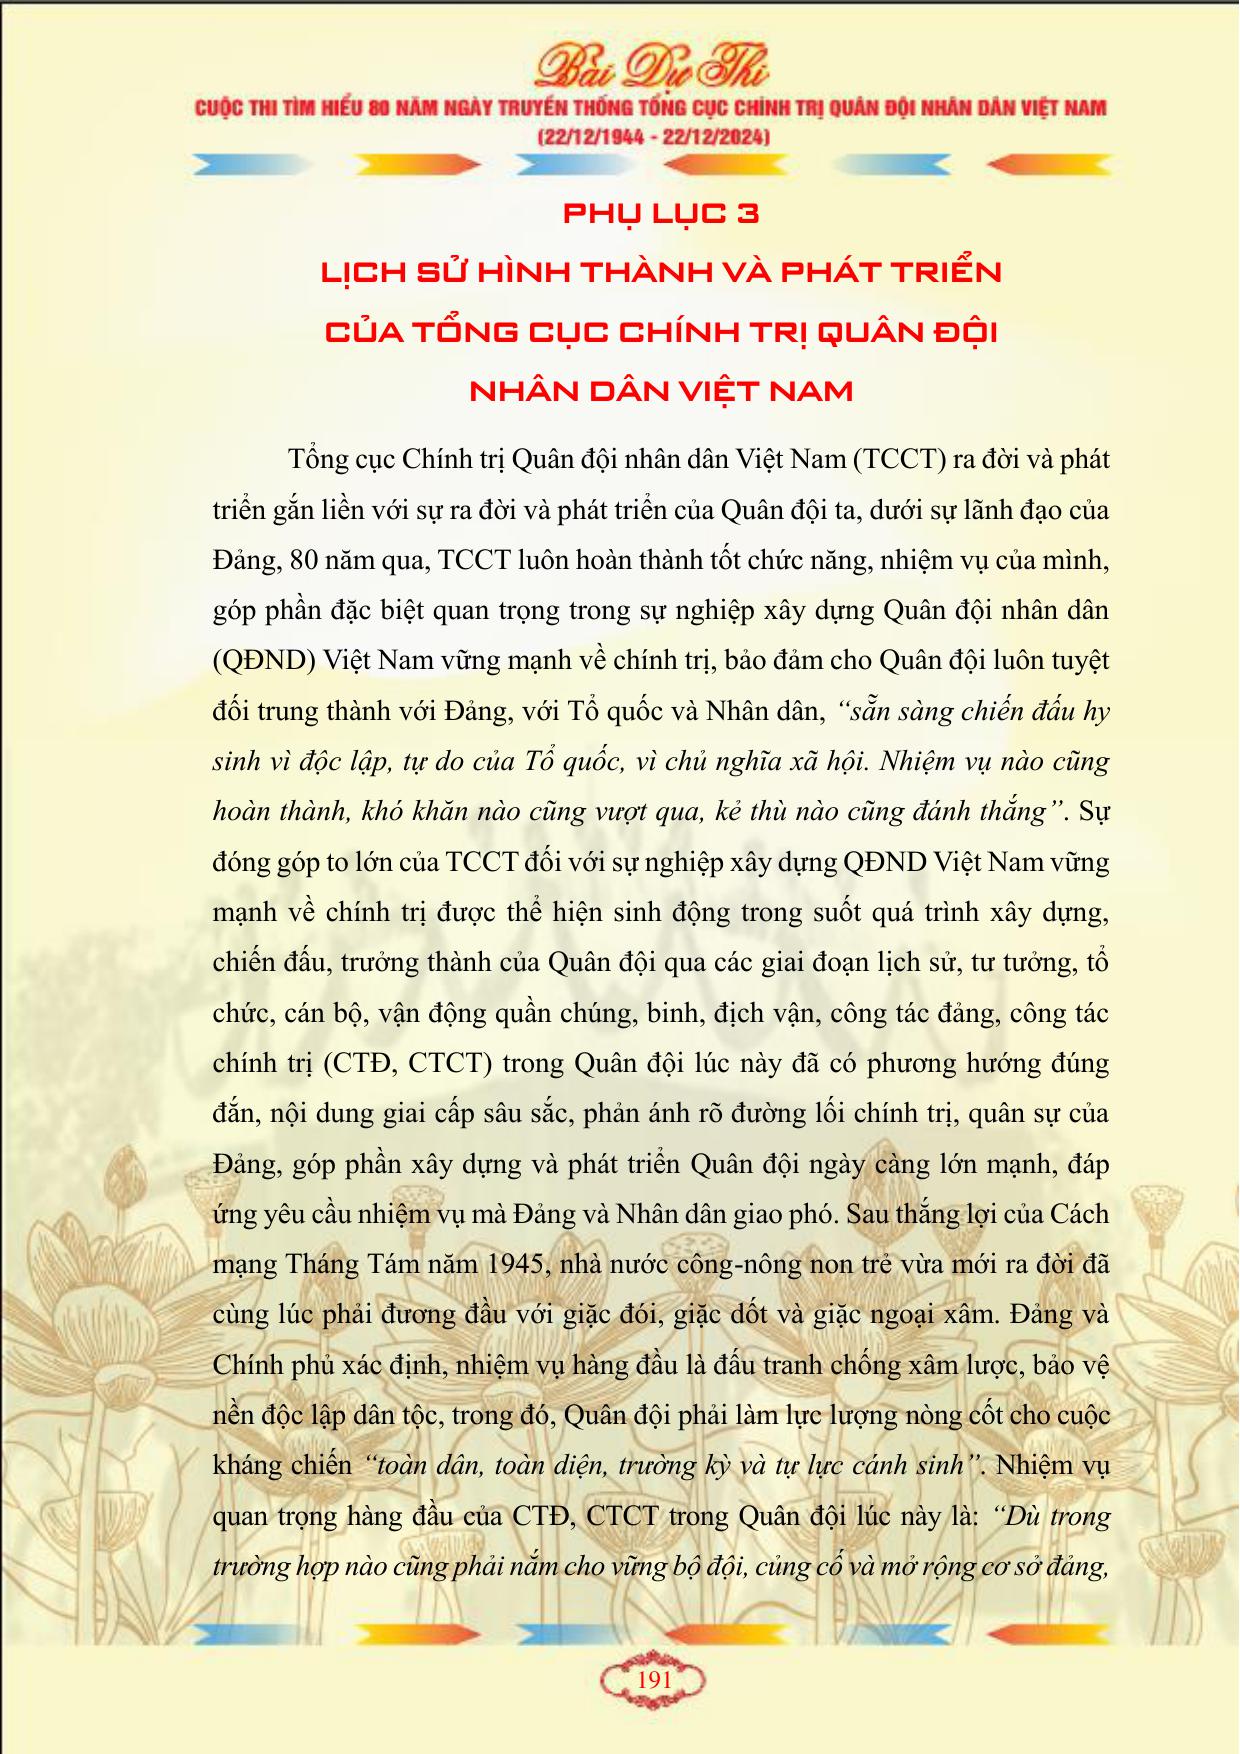 Bài Dự Thi
CUỘC THI TÌM HIỂU 80 NĂM NGÀY TRUYỀN THỐNG TỔNG CỤC CHÍNH TRỊ QUÂN ĐỘI NHÂN DÂN VIỆT NAM
(22/12/1944 - 22/12/2024)
PHỤ LỤC 3
LỊCH SỬ HÌNH THÀNH VÀ PHÁT TRIỂN
CỦA TỔNG CỤC CHÍNH TRỊ QUÂN ĐỘI
NHÂN DÂN VIỆT NAM
Tổng cục Chính trị Quân đội nhân dân Việt Nam (TCCT) ra đời và phát
triển gắn liền với sự ra đời và phát triển của Quân đội ta, dưới sự lãnh đạo của
Đảng, 80 năm qua, TCCT luôn hoàn thành tốt chức năng, nhiệm vụ của mình,
góp phần đặc biệt quan trọng trong sự nghiệp xây dựng Quân đội nhân dân
(QĐND) Việt Nam vững mạnh về chính trị, bảo đảm cho Quân đội luôn tuyệt
đối trung thành với Đảng, với Tổ quốc và Nhân dân, “sẵn sàng chiến đấu hy
sinh vì độc lập, tự do của Tổ quốc, vì chủ nghĩa xã hội. Nhiệm vụ nào cũng
hoàn thành, khó khăn nào cũng vượt qua, kẻ thù nào cũng đánh thắng”. Sự
đóng góp to lớn của TCCT đối với sự nghiệp xây dựng QĐND Việt Nam vững
mạnh về chính trị được thể hiện sinh động trong suốt quá trình xây dựng,
chiến đấu, trưởng thành của Quân đội qua các giai đoạn lịch sử, tư tưởng, tổ
chức, cán bộ, vận động quần chúng, binh, địch vận, công tác đảng, công tác
chính trị (CTĐ, CTCT) trong Quân đội lúc này đã có phương hướng đúng
đắn, nội dung giai cấp sâu sắc, phản ánh rõ đường lối chính trị, quân sự của
Đảng, góp phần xây dựng và phát triển Quân đội ngày càng lớn mạnh, đáp
ứng yêu cầu nhiệm vụ mà Đảng và Nhân dân giao phó. Sau thắng lợi của Cách
mạng Tháng Tám năm 1945, nhà nước công-nông non trẻ vừa mới ra đời đã
cùng lúc phải đương đầu với giặc đói, giặc dốt và giặc ngoại xâm. Đảng và
Chính phủ xác định, nhiệm vụ hàng đầu là đấu tranh chống xâm lược, bảo vệ
nền độc lập dân tộc, trong đó, Quân đội phải làm lực lượng nòng cốt cho cuộc
kháng chiến “toàn dân, toàn diện, trường kỳ và tự lực cánh sinh”. Nhiệm vụ
quan trọng hàng đầu của CTĐ, CTCT trong Quân đội lúc này là: “Dù trong
trường hợp nào cũng phải nắm cho vững bộ đội, củng cố và mở rộng cơ sở đảng,
191